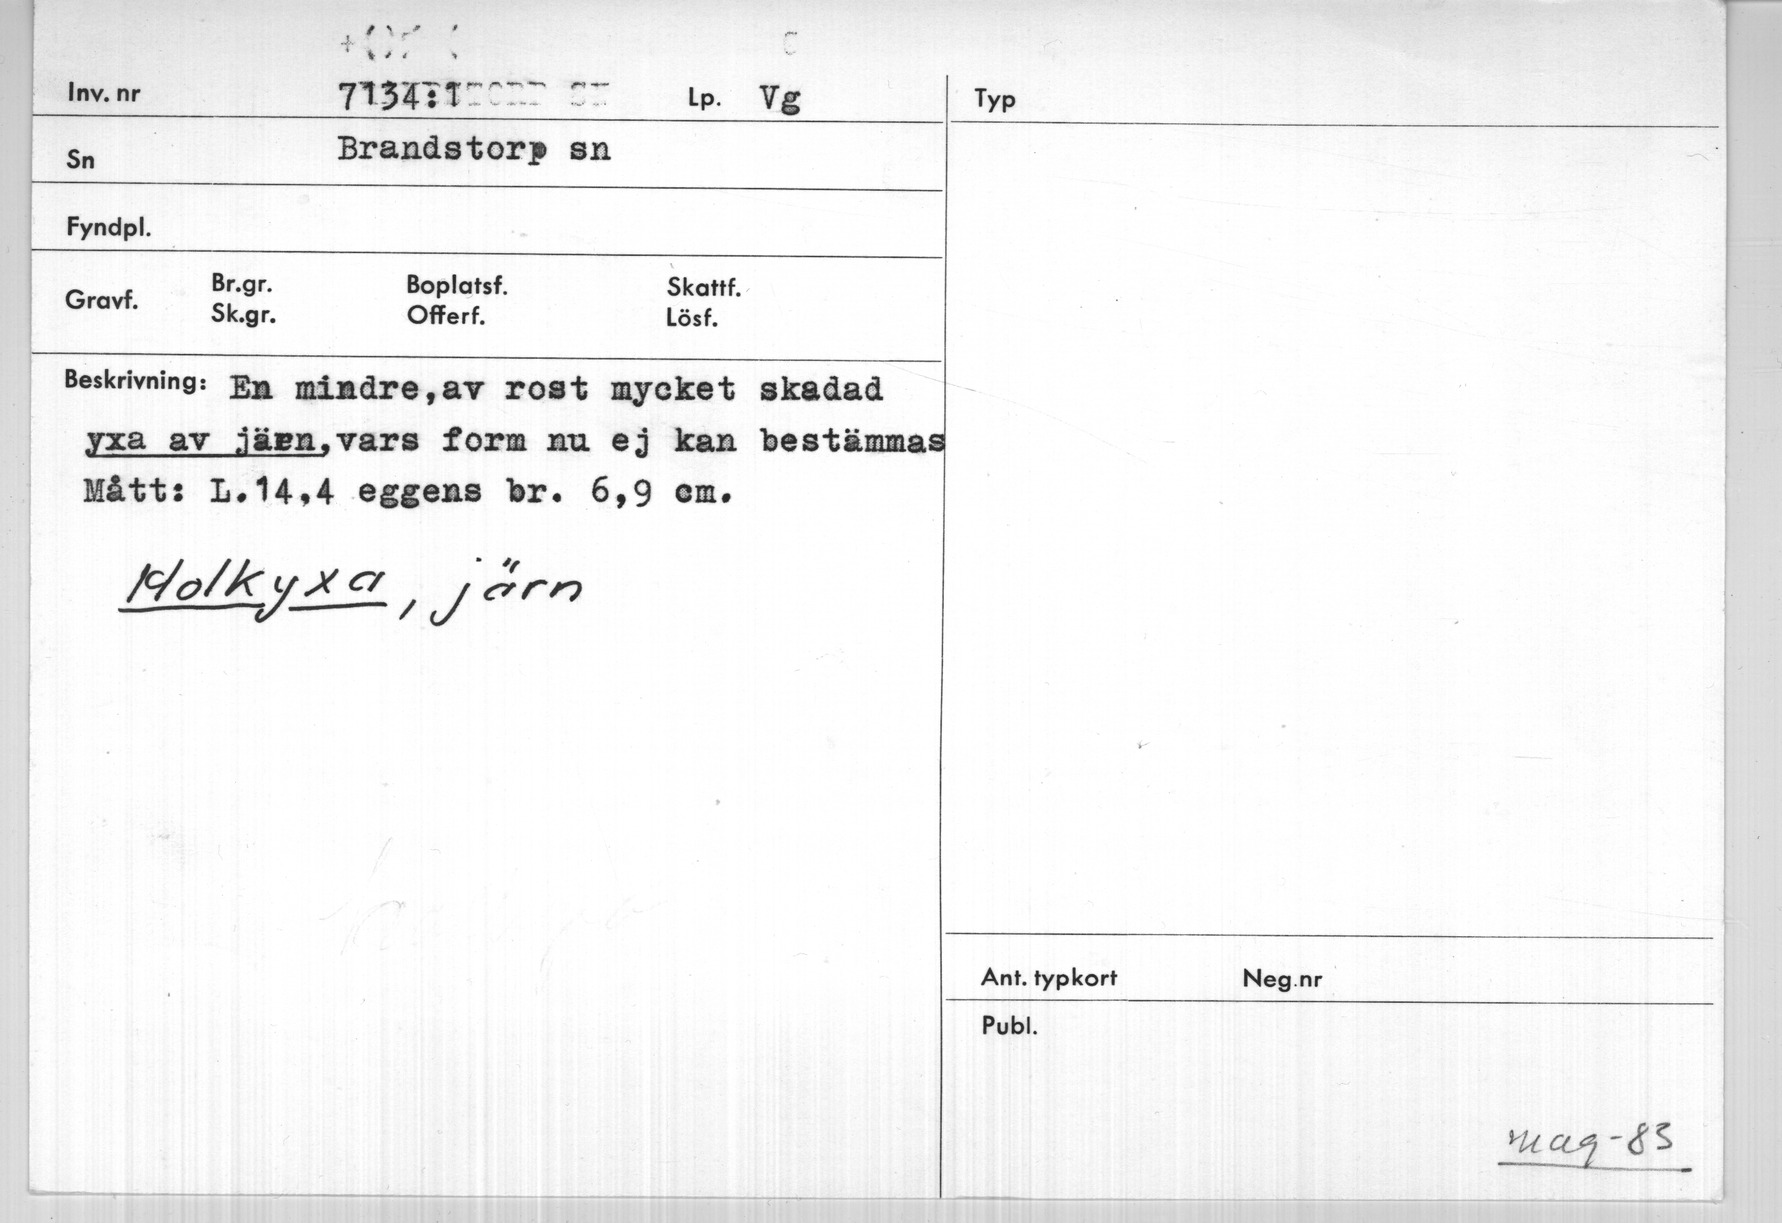 Inv. nr 7134:1 Lp. Vg
Sn Brandstorp sn
Fyndpl.
Gravf. Br.gr. Boplatsf. Skattf.
Sk.gr. Offerf. Lösf.
Beskrivning: En mindre,av rost mycket skadad
yxa av järn,vars form nu ej kan bestämmas
Mått: L.14,4 eggens br. 6,9 cm.
Holkyxa, järn
Typ
Ant. typkort Neg.nr
Publ.
mag-83